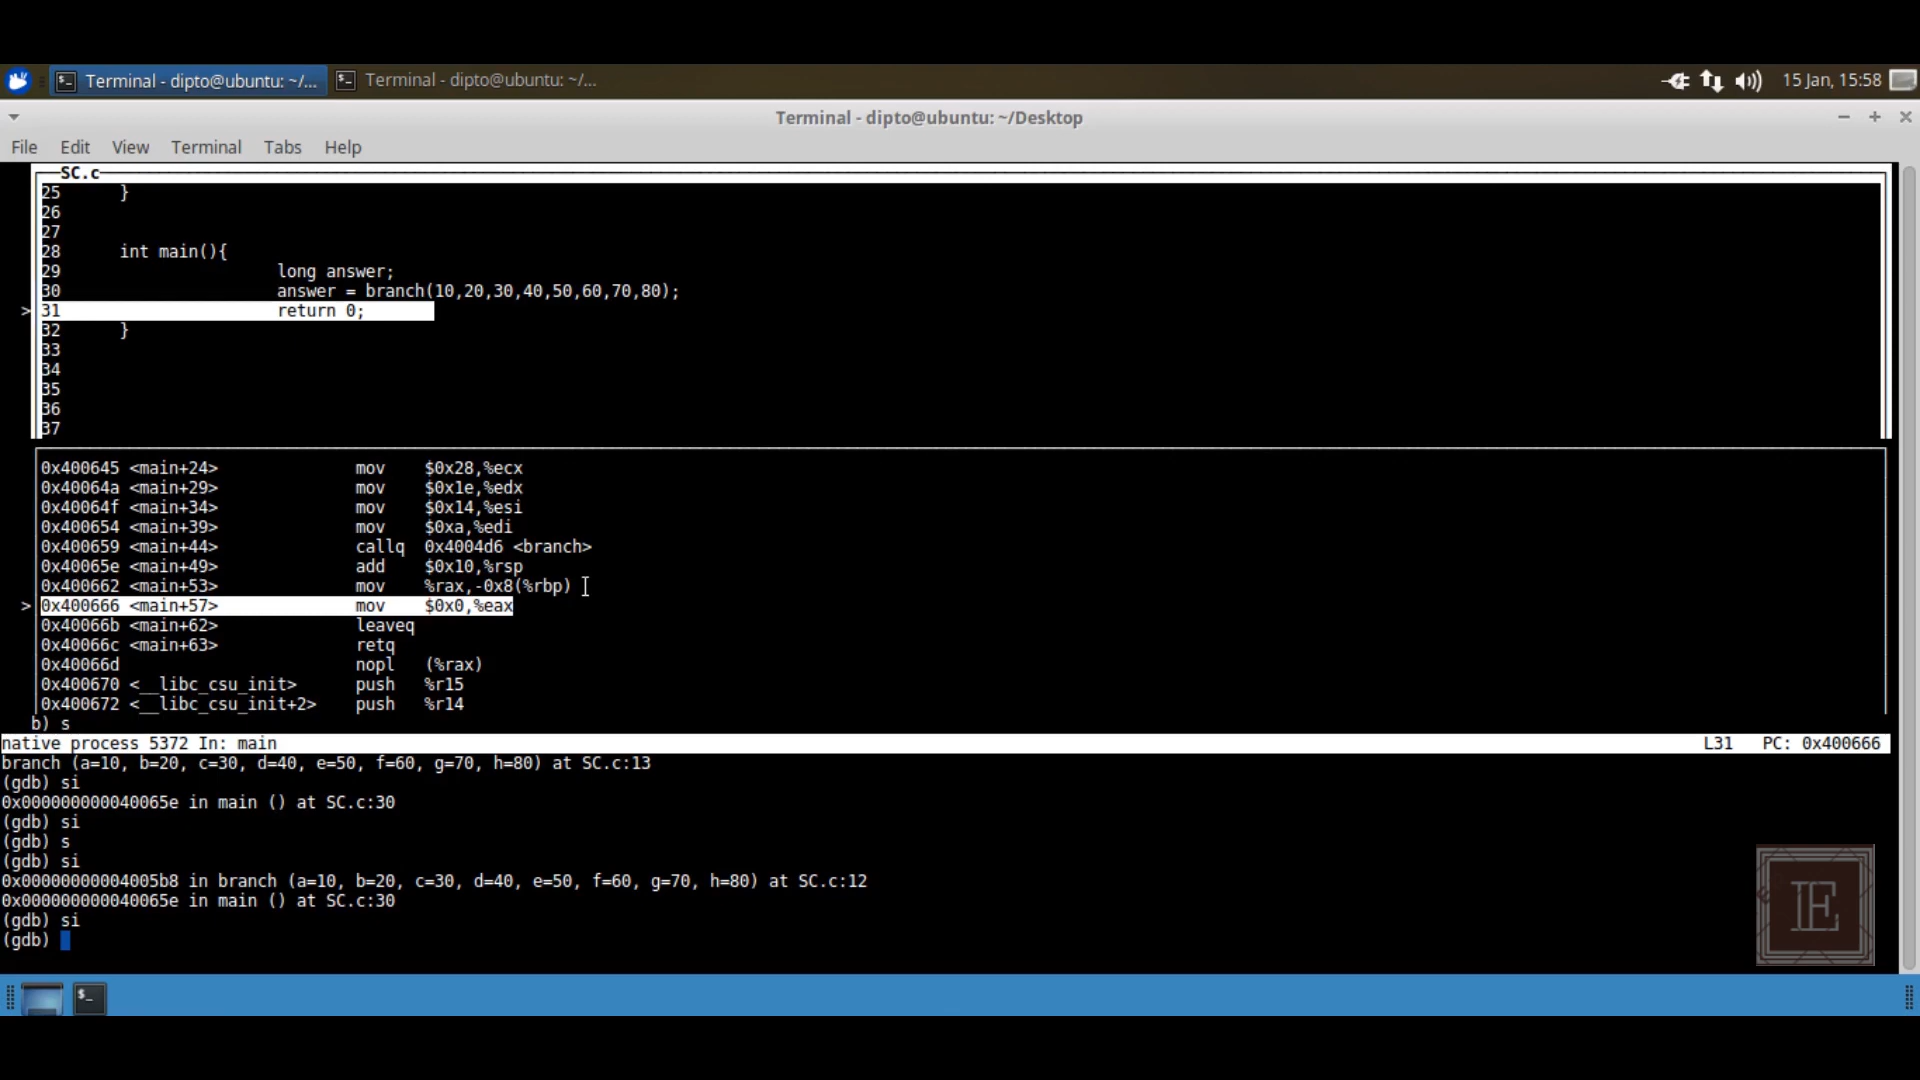 Terminal - dipto@ubuntu: ~/... Terminal - dipto@ubuntu: ~/... 15 Jan, 15:58
Terminal - dipto@ubuntu: ~/Desktop
File Edit View Terminal Tabs Help
SC.c
25 }
26
27
28 int main(){
29 long answer;
30 answer = branch(10,20,30,40,50,60,70,80);
> 31 return 0;
32 }
33
34
35
36
37
0x400645 <main+24> mov $0x28,%ecx
0x40064a <main+29> mov $0x1e,%edx
0x40064f <main+34> mov $0x14,%esi
0x400654 <main+39> mov $0xa,%edi
0x400659 <main+44> callq 0x4004d6 <branch>
0x40065e <main+49> add $0x10,%rsp
0x400662 <main+53> mov %rax,-0x8(%rbp)
> 0x400666 <main+57> mov $0x0,%eax
0x40066b <main+62> leaveq
0x40066c <main+63> retq
0x40066d nopl (%rax)
0x400670 <__libc_csu_init> push %r15
0x400672 <__libc_csu_init+2> push %r14
b) s
native process 5372 In: main L31 PC: 0x400666
branch (a=10, b=20, c=30, d=40, e=50, f=60, g=70, h=80) at SC.c:13
(gdb) si
0x000000000040065e in main () at SC.c:30
(gdb) si
(gdb) s
(gdb) si
0x00000000004005b8 in branch (a=10, b=20, c=30, d=40, e=50, f=60, g=70, h=80) at SC.c:12
0x000000000040065e in main () at SC.c:30
(gdb) si
(gdb)